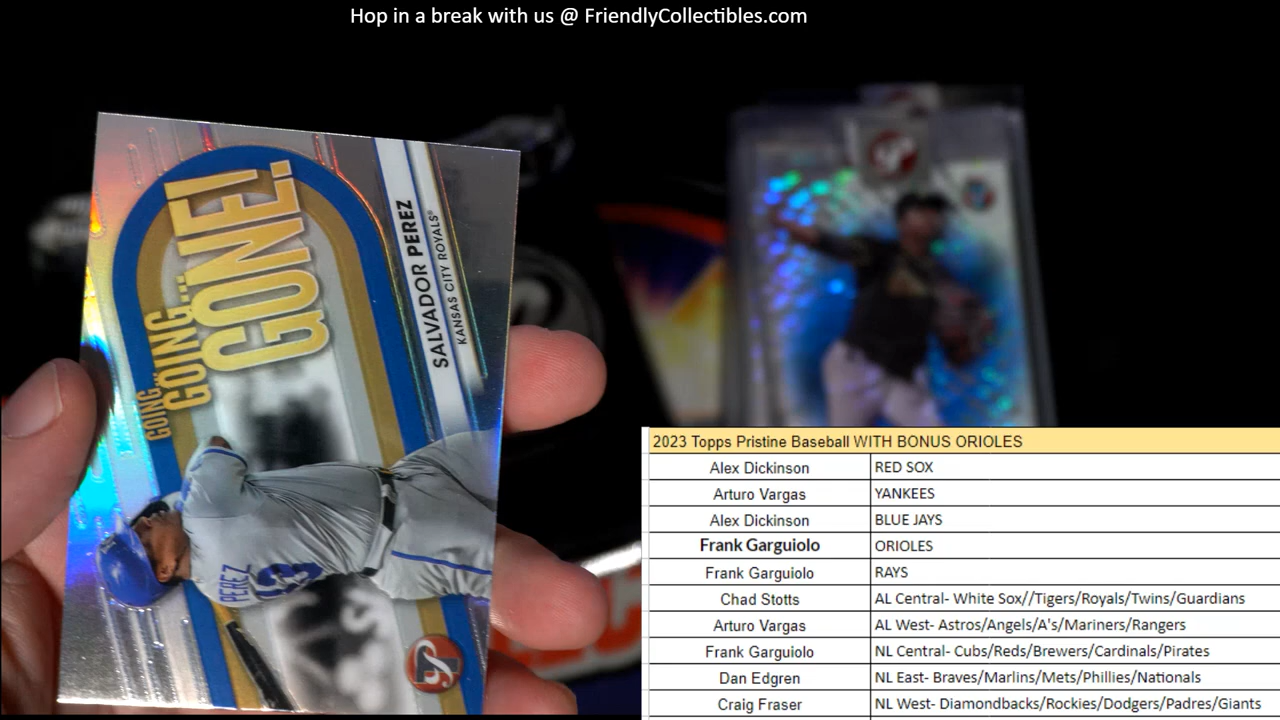 Hop in a break with us @ FriendlyCollectibles.com
GOING...
GOING...
GONE!
GONE!
SALVADOR PEREZ
KANSAS CITY ROYALS®
PEREZ
13
2023 Topps Pristine Baseball WITH BONUS ORIOLES
Alex Dickinson RED SOX
Arturo Vargas YANKEES
Alex Dickinson BLUE JAYS
Frank Garguiolo ORIOLES
Frank Garguiolo RAYS
Chad Stotts AL Central- White Sox//Tigers/Royals/Twins/Guardians
Arturo Vargas AL West- Astros/Angels/A's/Mariners/Rangers
Frank Garguiolo NL Central- Cubs/Reds/Brewers/Cardinals/Pirates
Dan Edgren NL East- Braves/Marlins/Mets/Phillies/Nationals
Craig Fraser NL West- Diamondbacks/Rockies/Dodgers/Padres/Giants